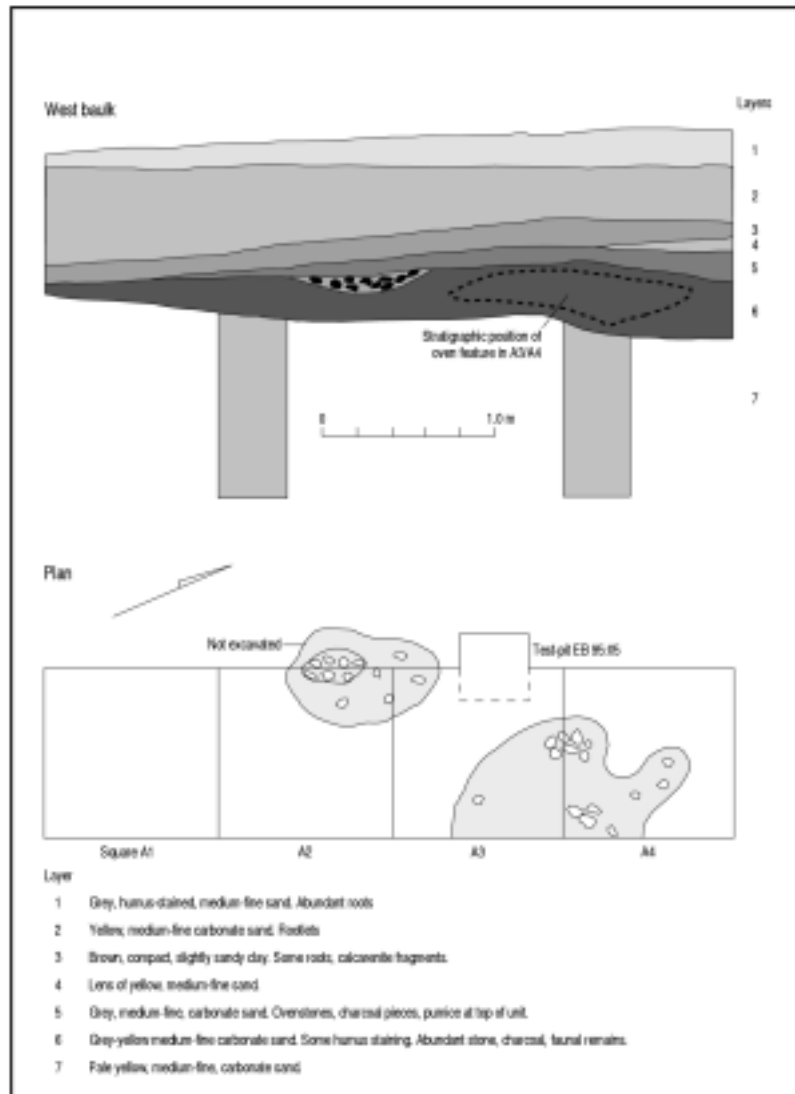 West baulk
Layers
1
2
3
4
5
6
7
Stratigraphic position of
oven feature in A3/A4
0 1.0 m
Plan
Not excavated
Test-pit EB 95:05
Square A1 A2 A3 A4
Layer
1 Grey, humus-stained, medium-fine sand. Abundant roots
2 Yellow, medium-fine carbonate sand. Rootlets
3 Brown, compact, slightly sandy clay. Some roots, calcarenite fragments.
4 Lens of yellow, medium-fine sand.
5 Grey, medium-fine, carbonate sand. Ovenstones, charcoal pieces, pumice at top of unit.
6 Grey-yellow medium-fine carbonate sand. Some humus staining. Abundant stone, charcoal, faunal remains.
7 Pale yellow, medium-fine, carbonate sand.